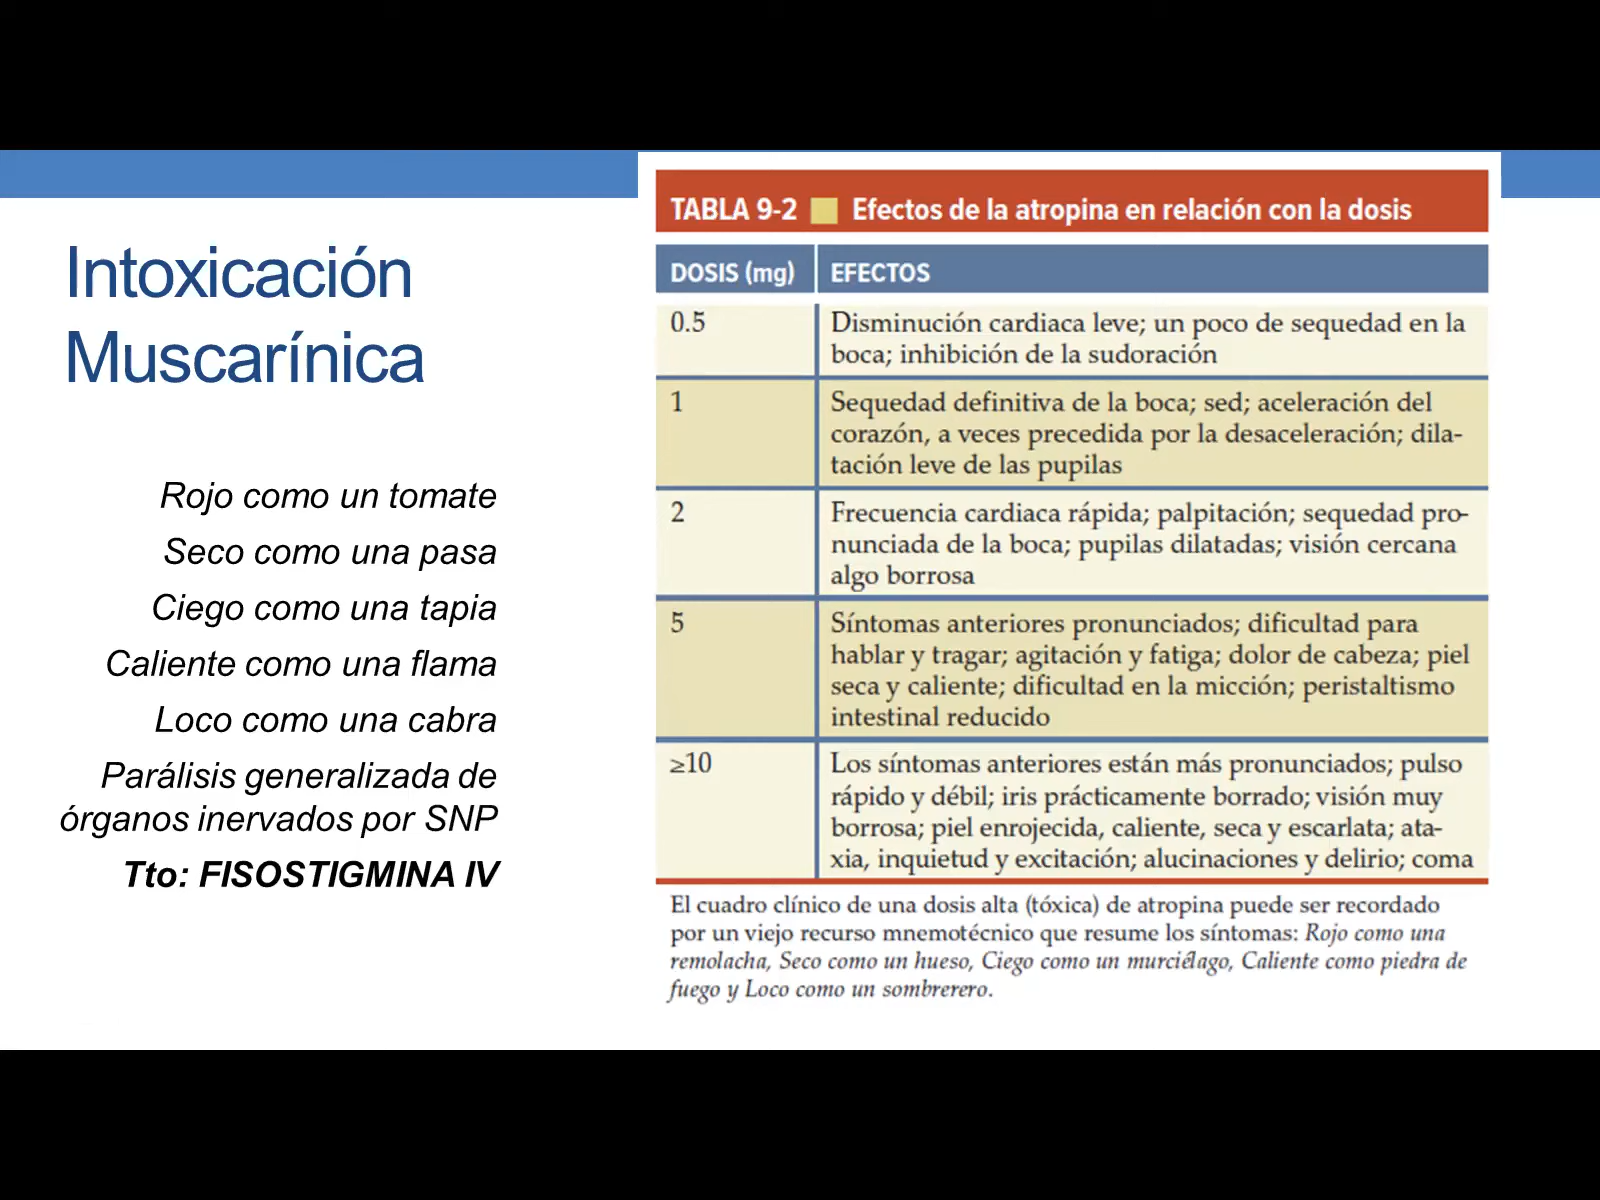 Intoxicación
Muscarínica
Rojo como un tomate
Seco como una pasa
Ciego como una tapia
Caliente como una flama
Loco como una cabra
Parálisis generalizada de
órganos inervados por SNP
Tto: FISOSTIGMINA IV
TABLA 9-2 Efectos de la atropina en relación con la dosis
DOSIS (mg) EFECTOS
0.5 Disminución cardiaca leve; un poco de sequedad en la
boca; inhibición de la sudoración
1 Sequedad definitiva de la boca; sed; aceleración del
corazón, a veces precedida por la desaceleración; dila-
tación leve de las pupilas
2 Frecuencia cardiaca rápida; palpitación; sequedad pro-
nunciada de la boca; pupilas dilatadas; visión cercana
algo borrosa
5 Síntomas anteriores pronunciados; dificultad para
hablar y tragar; agitación y fatiga; dolor de cabeza; piel
seca y caliente; dificultad en la micción; peristaltismo
intestinal reducido
≥10 Los síntomas anteriores están más pronunciados; pulso
rápido y débil; iris prácticamente borrado; visión muy
borrosa; piel enrojecida, caliente, seca y escarlata; ata-
xia, inquietud y excitación; alucinaciones y delirio; coma
El cuadro clínico de una dosis alta (tóxica) de atropina puede ser recordado
por un viejo recurso mnemotécnico que resume los síntomas: Rojo como una
remolacha, Seco como un hueso, Ciego como un murciélago, Caliente como piedra de
fuego y Loco como un sombrerero.